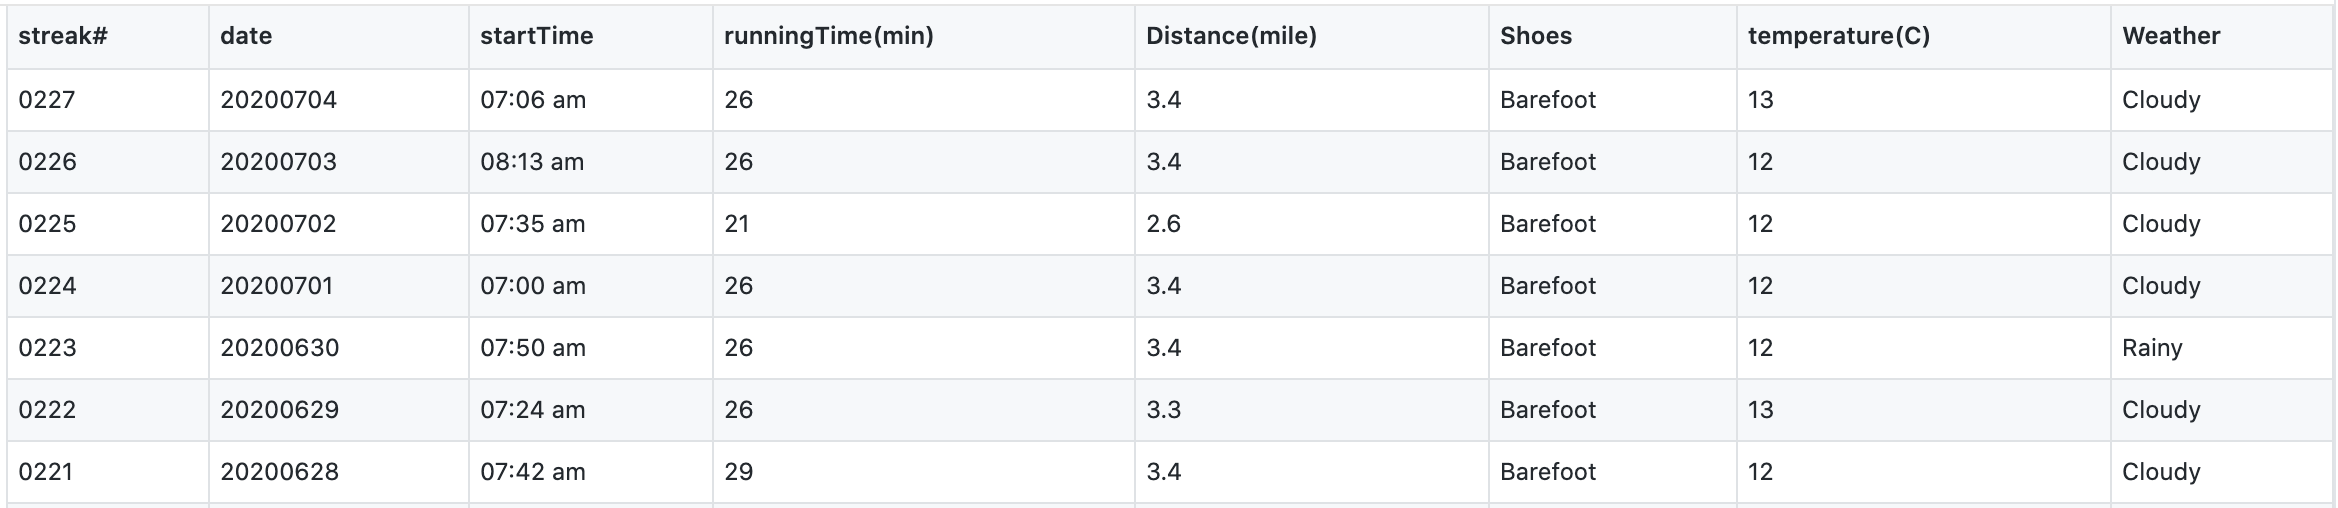 streak# date startTime runningTime(min) Distance(mile) Shoes temperature(C) Weather
0227 20200704 07:06 am 26 3.4 Barefoot 13 Cloudy
0226 20200703 08:13 am 26 3.4 Barefoot 12 Cloudy
0225 20200702 07:35 am 21 2.6 Barefoot 12 Cloudy
0224 20200701 07:00 am 26 3.4 Barefoot 12 Cloudy
0223 20200630 07:50 am 26 3.4 Barefoot 12 Rainy
0222 20200629 07:24 am 26 3.3 Barefoot 13 Cloudy
0221 20200628 07:42 am 29 3.4 Barefoot 12 Cloudy